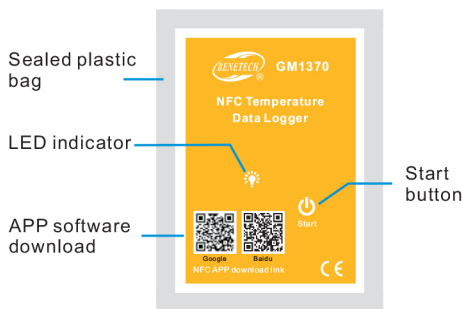 Sealed plastic
bag
BENETECH
®
GM1370
NFC Temperature
Data Logger
LED indicator
Start
button
Start
APP software
download
Google
Baidu
NFC APP download link
CE